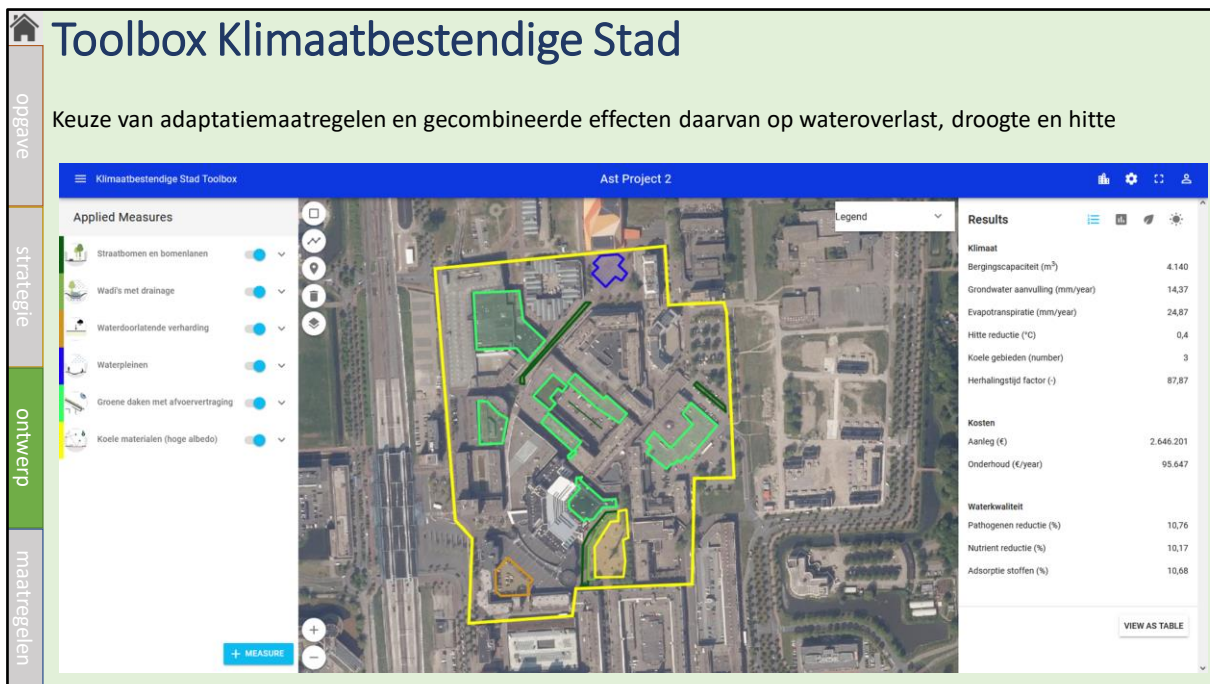 Toolbox Klimaatbestendige Stad
opgave
strategie
ontwerp
maatregelen
Keuze van adaptatiemaatregelen en gecombineerde effecten daarvan op wateroverlast, droogte en hitte
Klimaatbestendige Stad Toolbox
Ast Project 2
Applied Measures
Straatbomen en bomenlanen
Wadi's met drainage
Waterdoorlatende verharding
Waterpleinen
Groene daken met afvoervertraging
Koele materialen (hoge albedo)
+ MEASURE
Legend
+
−
Results
Klimaat
Bergingscapaciteit (m³) 4.140
Grondwater aanvulling (mm/year) 14,37
Evapotranspiratie (mm/year) 24,87
Hitte reductie (°C) 0,4
Koele gebieden (number) 3
Herhalingstijd factor (-) 87,87
Kosten
Aanleg (€) 2.646.201
Onderhoud (€/year) 95.647
Waterkwaliteit
Pathogenen reductie (%) 10,76
Nutrient reductie (%) 10,17
Adsorptie stoffen (%) 10,68
VIEW AS TABLE